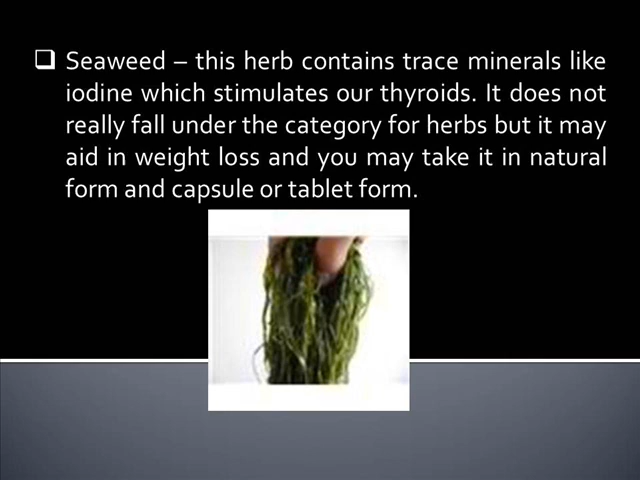 Seaweed – this herb contains trace minerals like
iodine which stimulates our thyroids. It does not
really fall under the category for herbs but it may
aid in weight loss and you may take it in natural
form and capsule or tablet form.